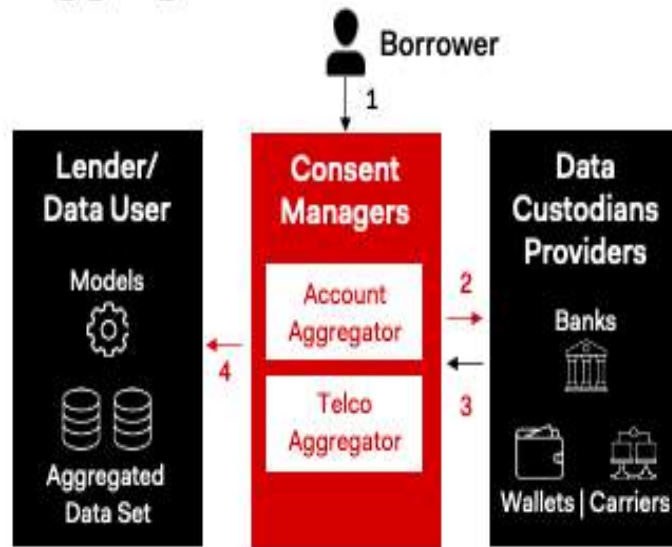 Borrower
1
Lender/
Data User
Models
Aggregated
Data Set
4
Consent
Managers
Account
Aggregator
Telco
Aggregator
2
3
Data
Custodians
Providers
Banks
Wallets | Carriers